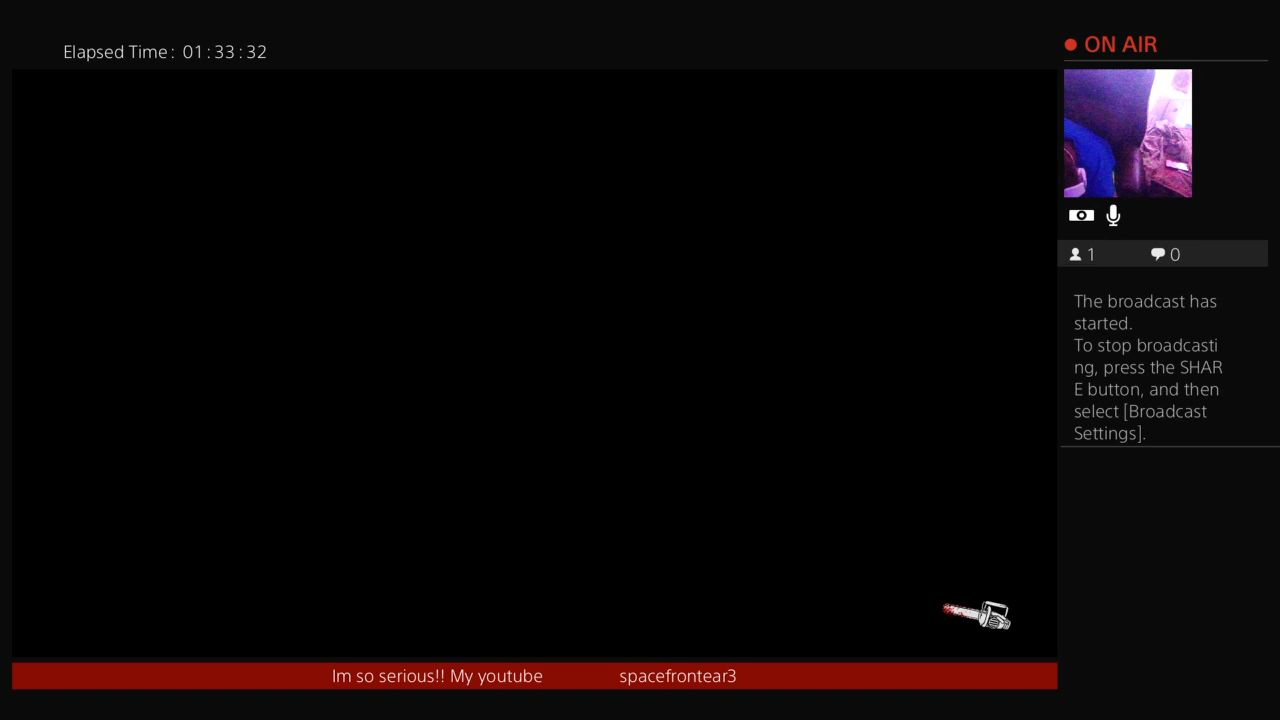 Elapsed Time: 01:33:32
ON AIR
1 0
The broadcast has
started.
To stop broadcasti
ng, press the SHAR
E button, and then
select [Broadcast
Settings].
Im so serious!! My youtube spacefrontear3